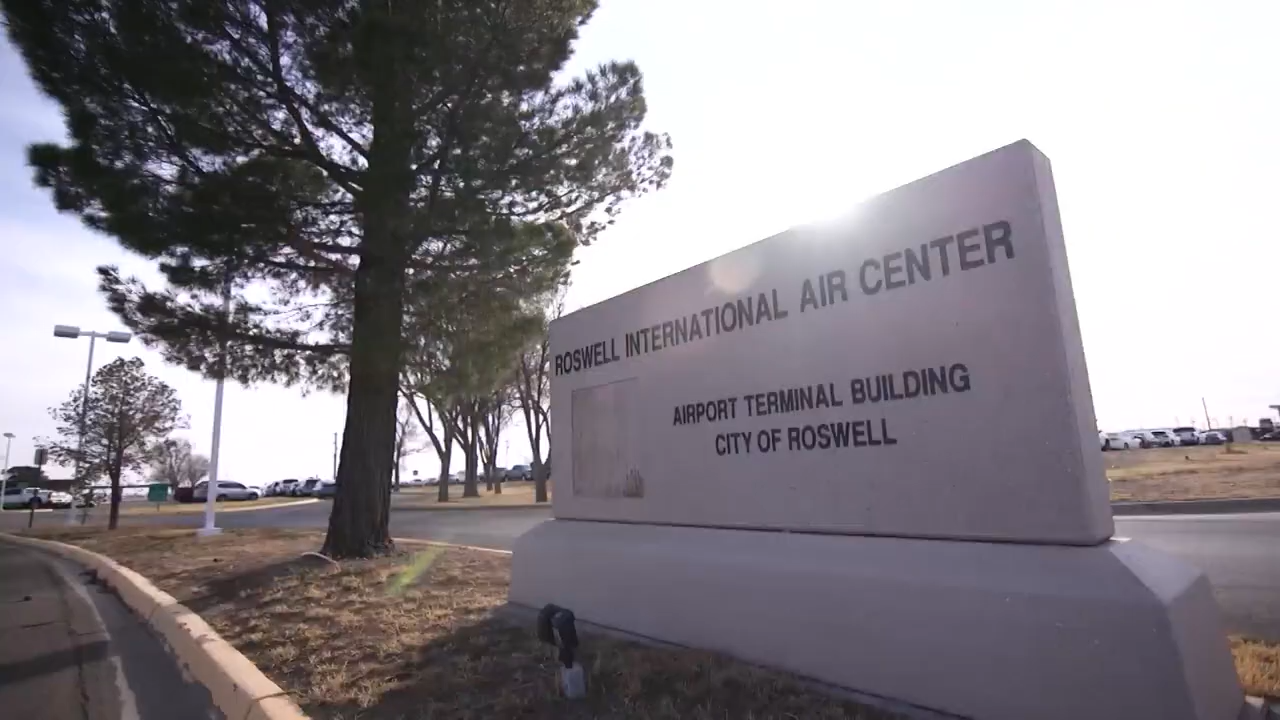 ROSWELL INTERNATIONAL AIR CENTER
AIRPORT TERMINAL BUILDING
CITY OF ROSWELL